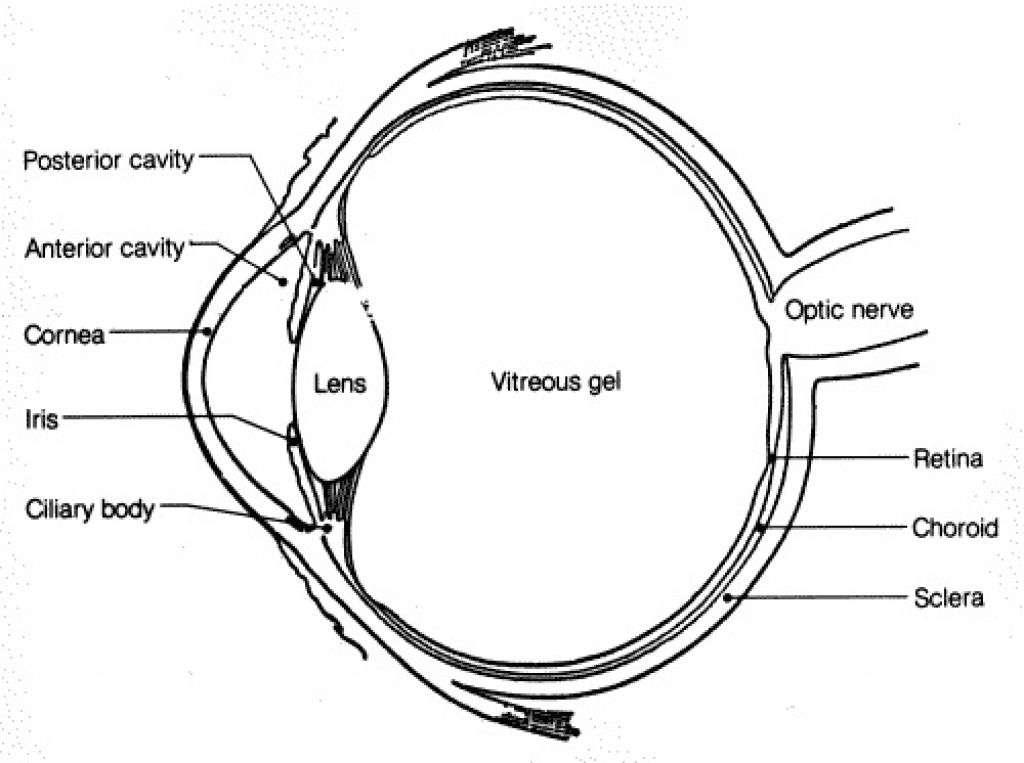 Posterior cavity
Anterior cavity
Cornea
Iris
Ciliary body
Lens
Vitreous gel
Optic nerve
Retina
Choroid
Sclera